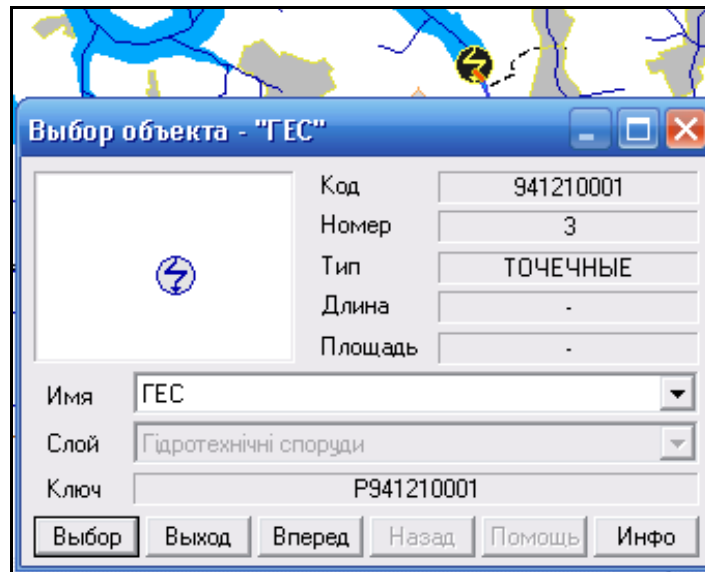 Выбор объекта - "ГЕС"
Код 941210001
Номер 3
Тип ТОЧЕЧНЫЕ
Длина -
Площадь -
Имя ГЕС
Слой Гідротехнічні споруди
Ключ P941210001
Выбор Выход Вперед Назад Помощь Инфо